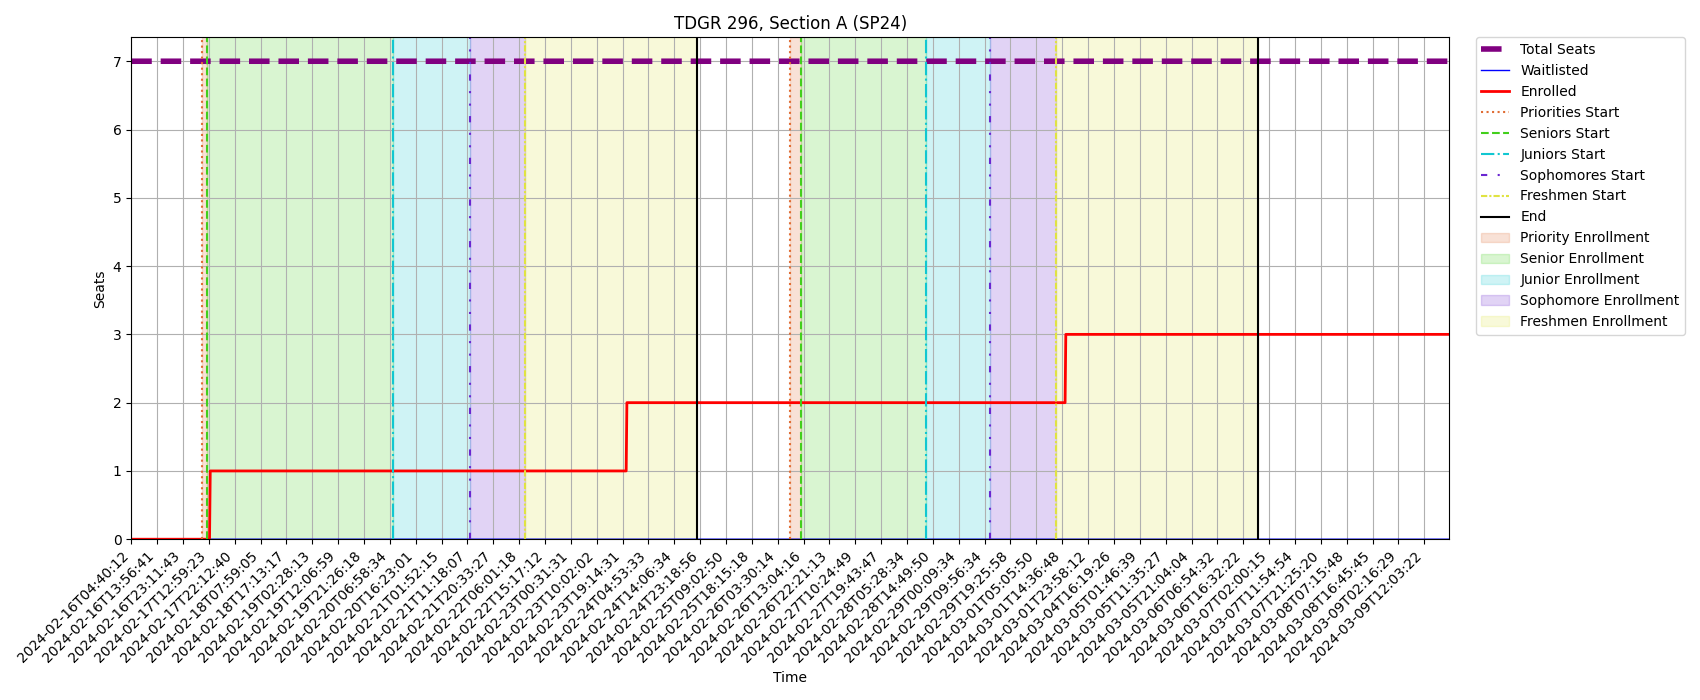 TDGR 296, Section A (SP24)
Seats
7
6
5
4
3
2
1
0
2024-02-16T04:40:12
2024-02-16T13:56:41
2024-02-16T23:11:43
2024-02-17T12:59:23
2024-02-17T22:12:40
2024-02-18T07:59:05
2024-02-18T17:13:17
2024-02-19T02:28:13
2024-02-19T12:06:59
2024-02-19T21:26:18
2024-02-20T06:58:34
2024-02-20T16:23:01
2024-02-21T01:52:15
2024-02-21T11:18:07
2024-02-21T20:33:27
2024-02-22T06:01:18
2024-02-22T15:17:12
2024-02-23T00:31:31
2024-02-23T10:02:02
2024-02-23T19:14:31
2024-02-24T04:53:33
2024-02-24T14:06:34
2024-02-24T23:18:56
2024-02-25T09:02:50
2024-02-25T18:15:18
2024-02-26T03:30:14
2024-02-26T13:04:16
2024-02-26T22:21:13
2024-02-27T10:24:49
2024-02-27T19:43:47
2024-02-28T05:28:34
2024-02-28T14:49:50
2024-02-29T00:09:34
2024-02-29T09:56:34
2024-02-29T19:25:58
2024-03-01T05:05:50
2024-03-01T14:36:48
2024-03-01T23:58:12
2024-03-04T16:19:26
2024-03-05T01:46:39
2024-03-05T11:35:27
2024-03-05T21:04:04
2024-03-06T06:54:32
2024-03-06T16:32:22
2024-03-07T02:00:15
2024-03-07T11:54:54
2024-03-07T21:25:20
2024-03-08T07:15:48
2024-03-08T16:45:45
2024-03-09T02:16:29
2024-03-09T12:03:22
Time
Total Seats
Waitlisted
Enrolled
Priorities Start
Seniors Start
Juniors Start
Sophomores Start
Freshmen Start
End
Priority Enrollment
Senior Enrollment
Junior Enrollment
Sophomore Enrollment
Freshmen Enrollment